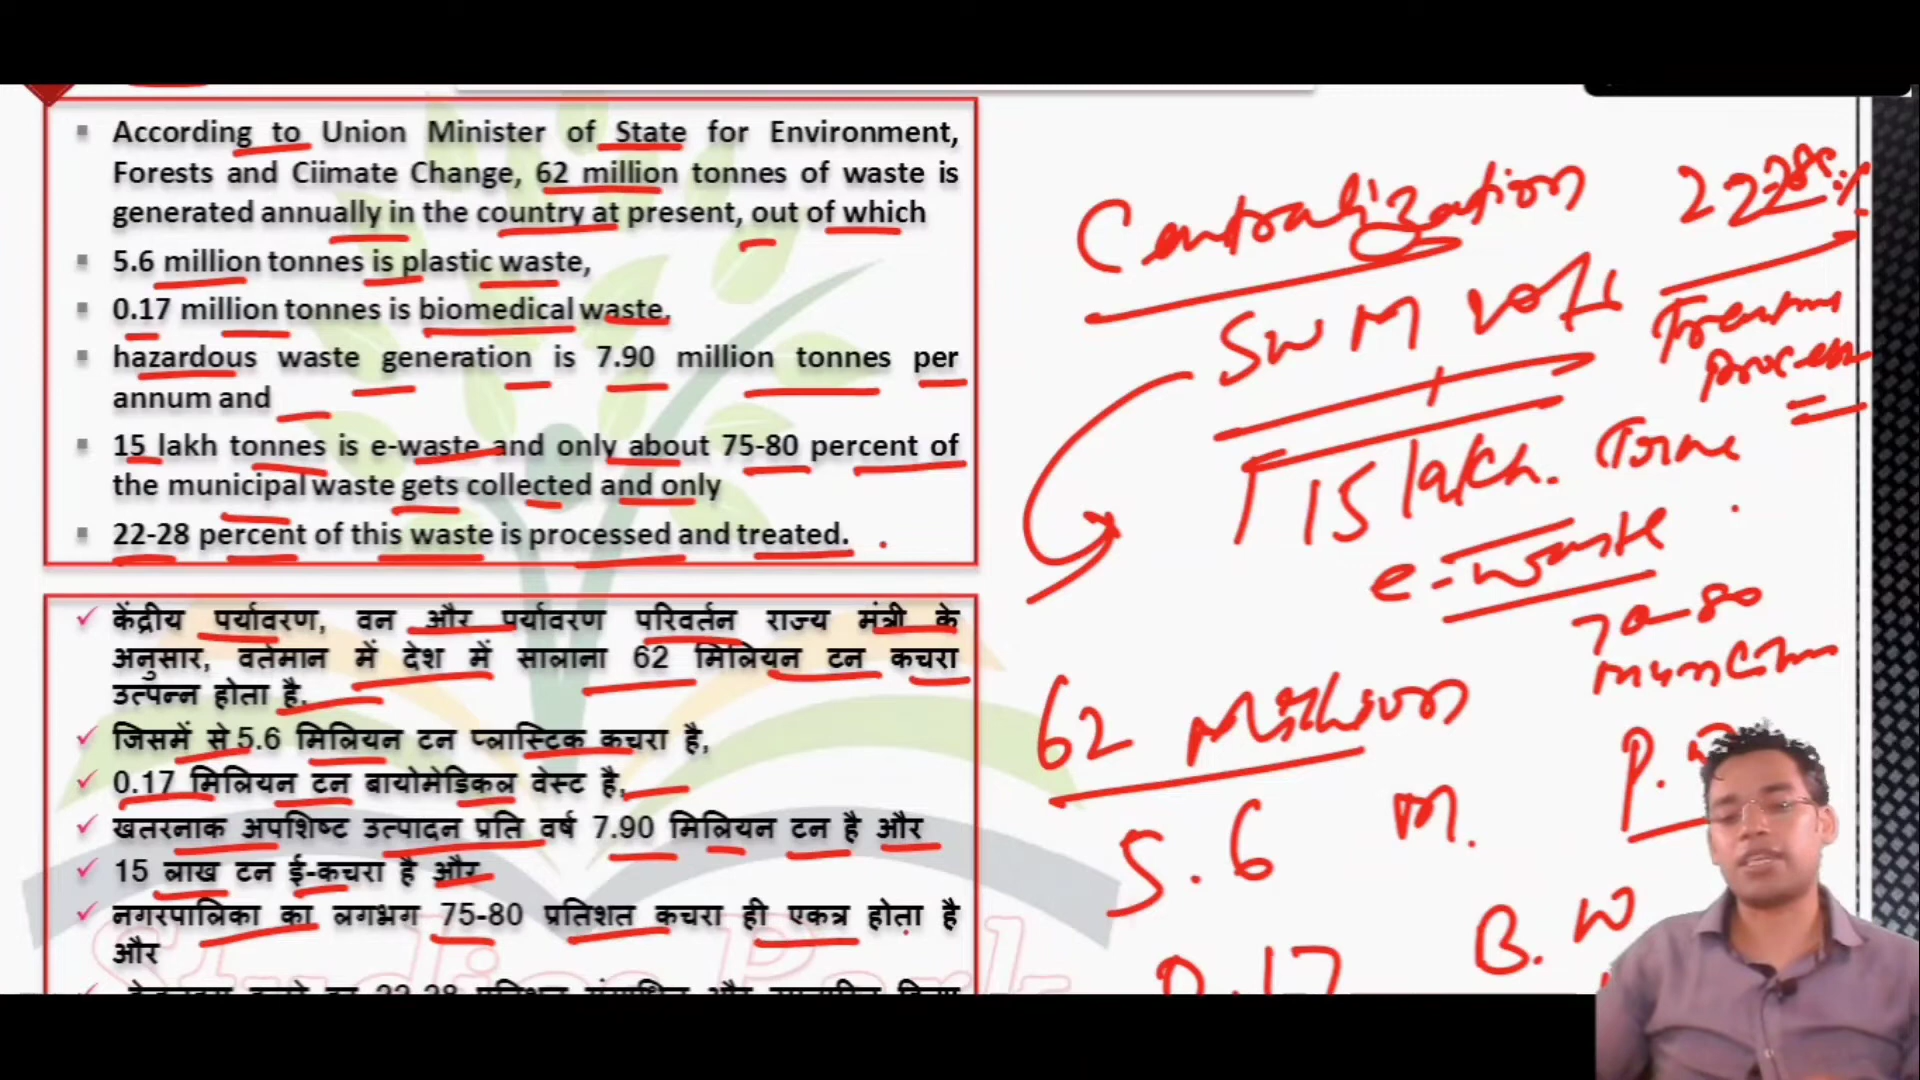 According to Union Minister of State for Environment,
Forests and Ciimate Change, 62 million tonnes of waste is
generated annually in the country at present, out of which
5.6 million tonnes is plastic waste,
0.17 million tonnes is biomedical waste,
hazardous waste generation is 7.90 million tonnes per
annum and
15 lakh tonnes is e-waste and only about 75-80 percent of
the municipal waste gets collected and only
22-28 percent of this waste is processed and treated.
केंद्रीय पर्यावरण, वन और पर्यावरण परिवर्तन राज्य मंत्री के
अनुसार, वर्तमान में देश में सालाना 62 मिलियन टन कचरा
उत्पन्न होता है,
जिसमें से 5.6 मिलियन टन प्लास्टिक कचरा है,
0.17 मिलियन टन बायोमेडिकल वेस्ट है,
खतरनाक अपशिष्ट उत्पादन प्रति वर्ष 7.90 मिलियन टन है और
15 लाख टन ई-कचरा है और
नगरपालिका का लगभग 75-80 प्रतिशत कचरा ही एकत्र होता है
और
Centralization
22-28%
SWM
process
15 lakh. Torne
e-waste
62 Million
5.6 M.
0.17 B.W